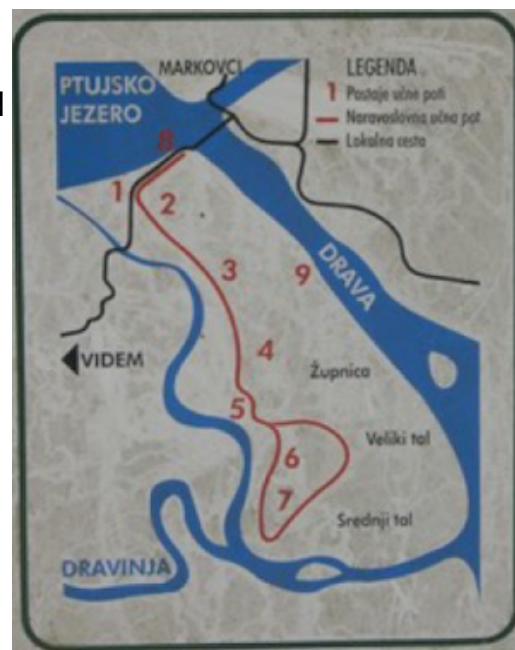 MARKOVCI
LEGENDA
1 Postaje učne poti
Naravoslovna učna pot
Lokalna cesta
PTUJSKO
JEZERO
8
1
2
3
9
DRAVA
4
Župnica
VIDEM
5
Veliki tal
6
7
Srednji tal
DRAVINJA